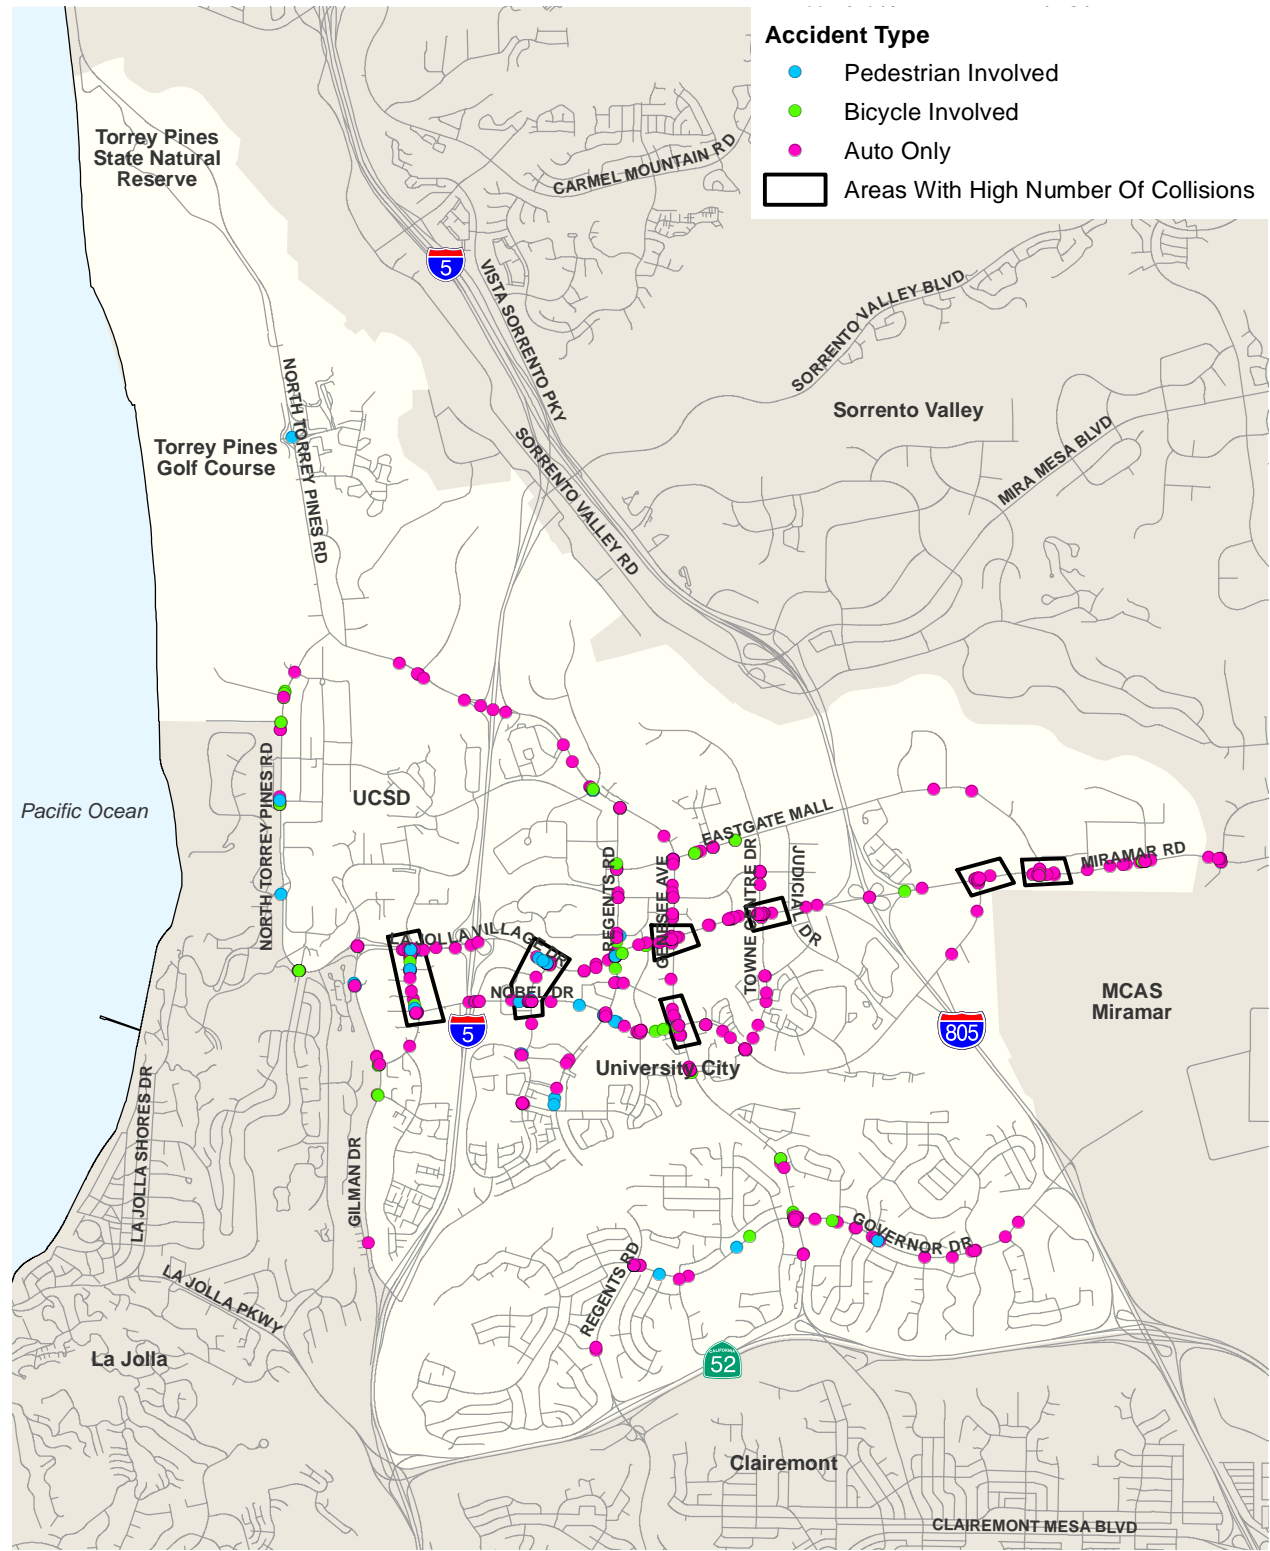 Accident Type
Pedestrian Involved
Bicycle Involved
Auto Only
Areas With High Number Of Collisions
Torrey Pines
State Natural
Reserve
CARMEL MOUNTAIN RD
5
VISTA SORRENTO PKY
SORRENTO VALLEY BLVD
NORTH TORREY PINES RD
Sorrento Valley
Torrey Pines
Golf Course
MIRA MESA BLVD
SORRENTO VALLEY RD
NORTH TORREY PINES RD
UCSD
Pacific Ocean
EASTGATE MALL
REGENTS RD
GENESEE AVE
TOWNE CENTRE DR
JUDICIAL DR
MIRAMAR RD
LA JOLLA VILLAGE DR
NOBEL DR
MCAS
Miramar
5
805
University City
LA JOLLA SHORES DR
GILMAN DR
GOVERNOR DR
REGENTS RD
LA JOLLA PKWY
La Jolla
CALIFORNIA
52
Clairemont
CLAIREMONT MESA BLVD